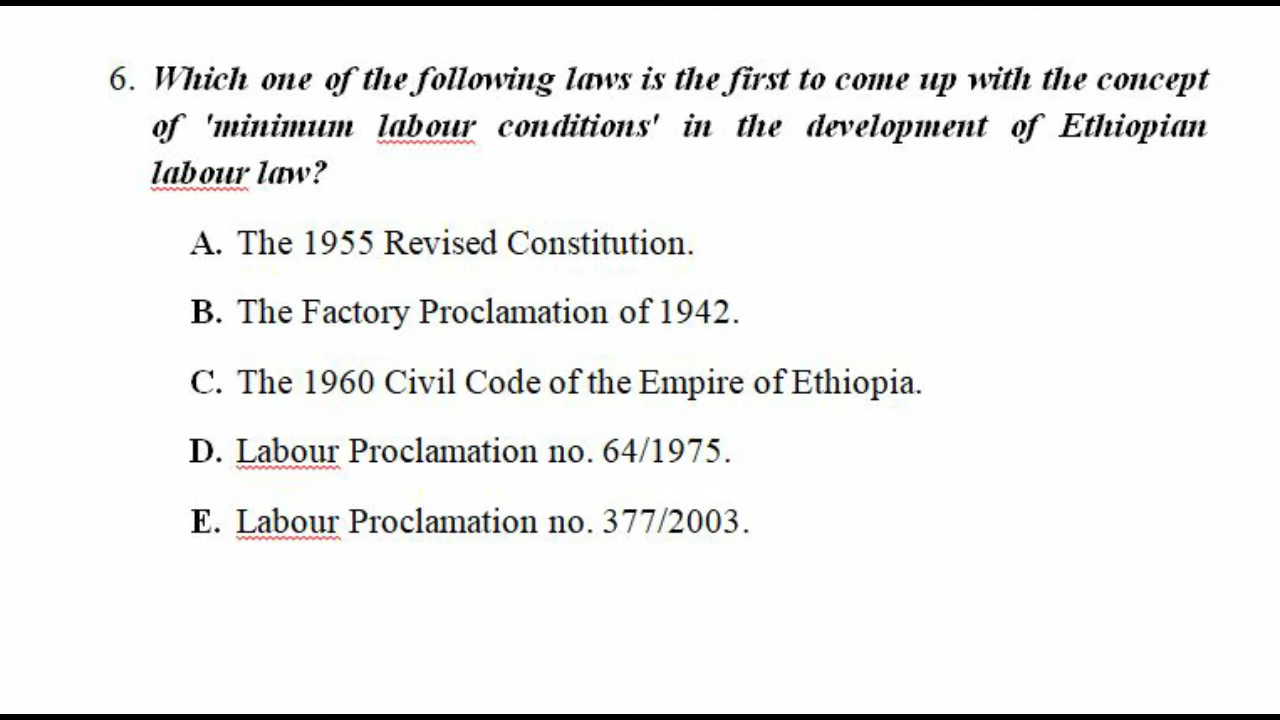 6. Which one of the following laws is the first to come up with the concept
of 'minimum labour conditions' in the development of Ethiopian
labour law?
A. The 1955 Revised Constitution.
B. The Factory Proclamation of 1942.
C. The 1960 Civil Code of the Empire of Ethiopia.
D. Labour Proclamation no. 64/1975.
E. Labour Proclamation no. 377/2003.